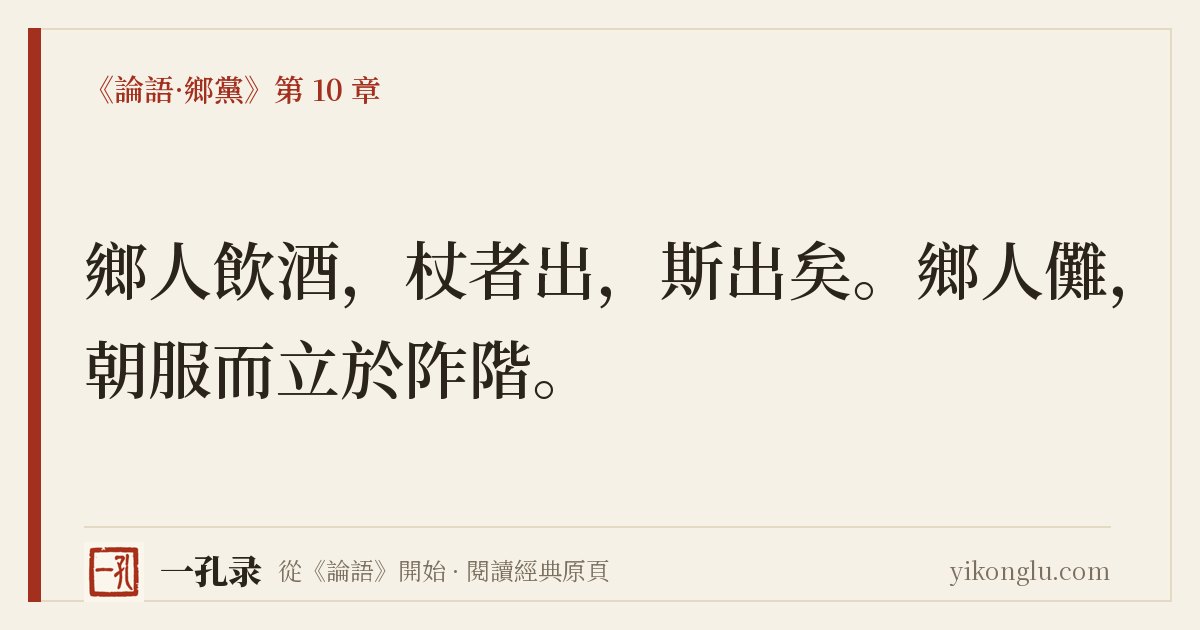 《論語·鄉黨》第 10 章
鄉人飲酒，杖者出，斯出矣。鄉人儺，
朝服而立於阼階。
一孔
一孔录 從《論語》開始 · 閱讀經典原頁
yikonglu.com